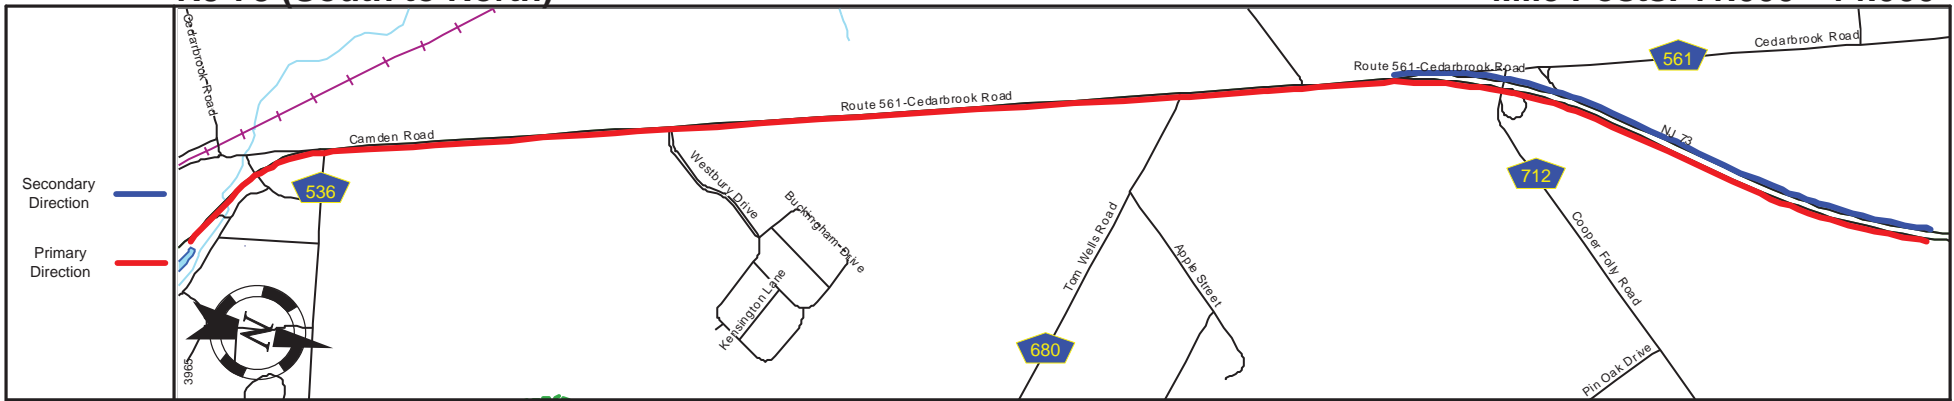 Secondary
Direction
Primary
Direction
Cedarbrook Road
Camden Road
536
Route 561-Cedarbrook Road
Westbury Drive
Buckingham Drive
Kensington Lane
Tom Wells Road
680
Apple Street
Route 561-Cedarbrook Road
561
Cedarbrook Road
NJ 73
712
Cooper Folly Road
Pin Oak Drive
N
3965